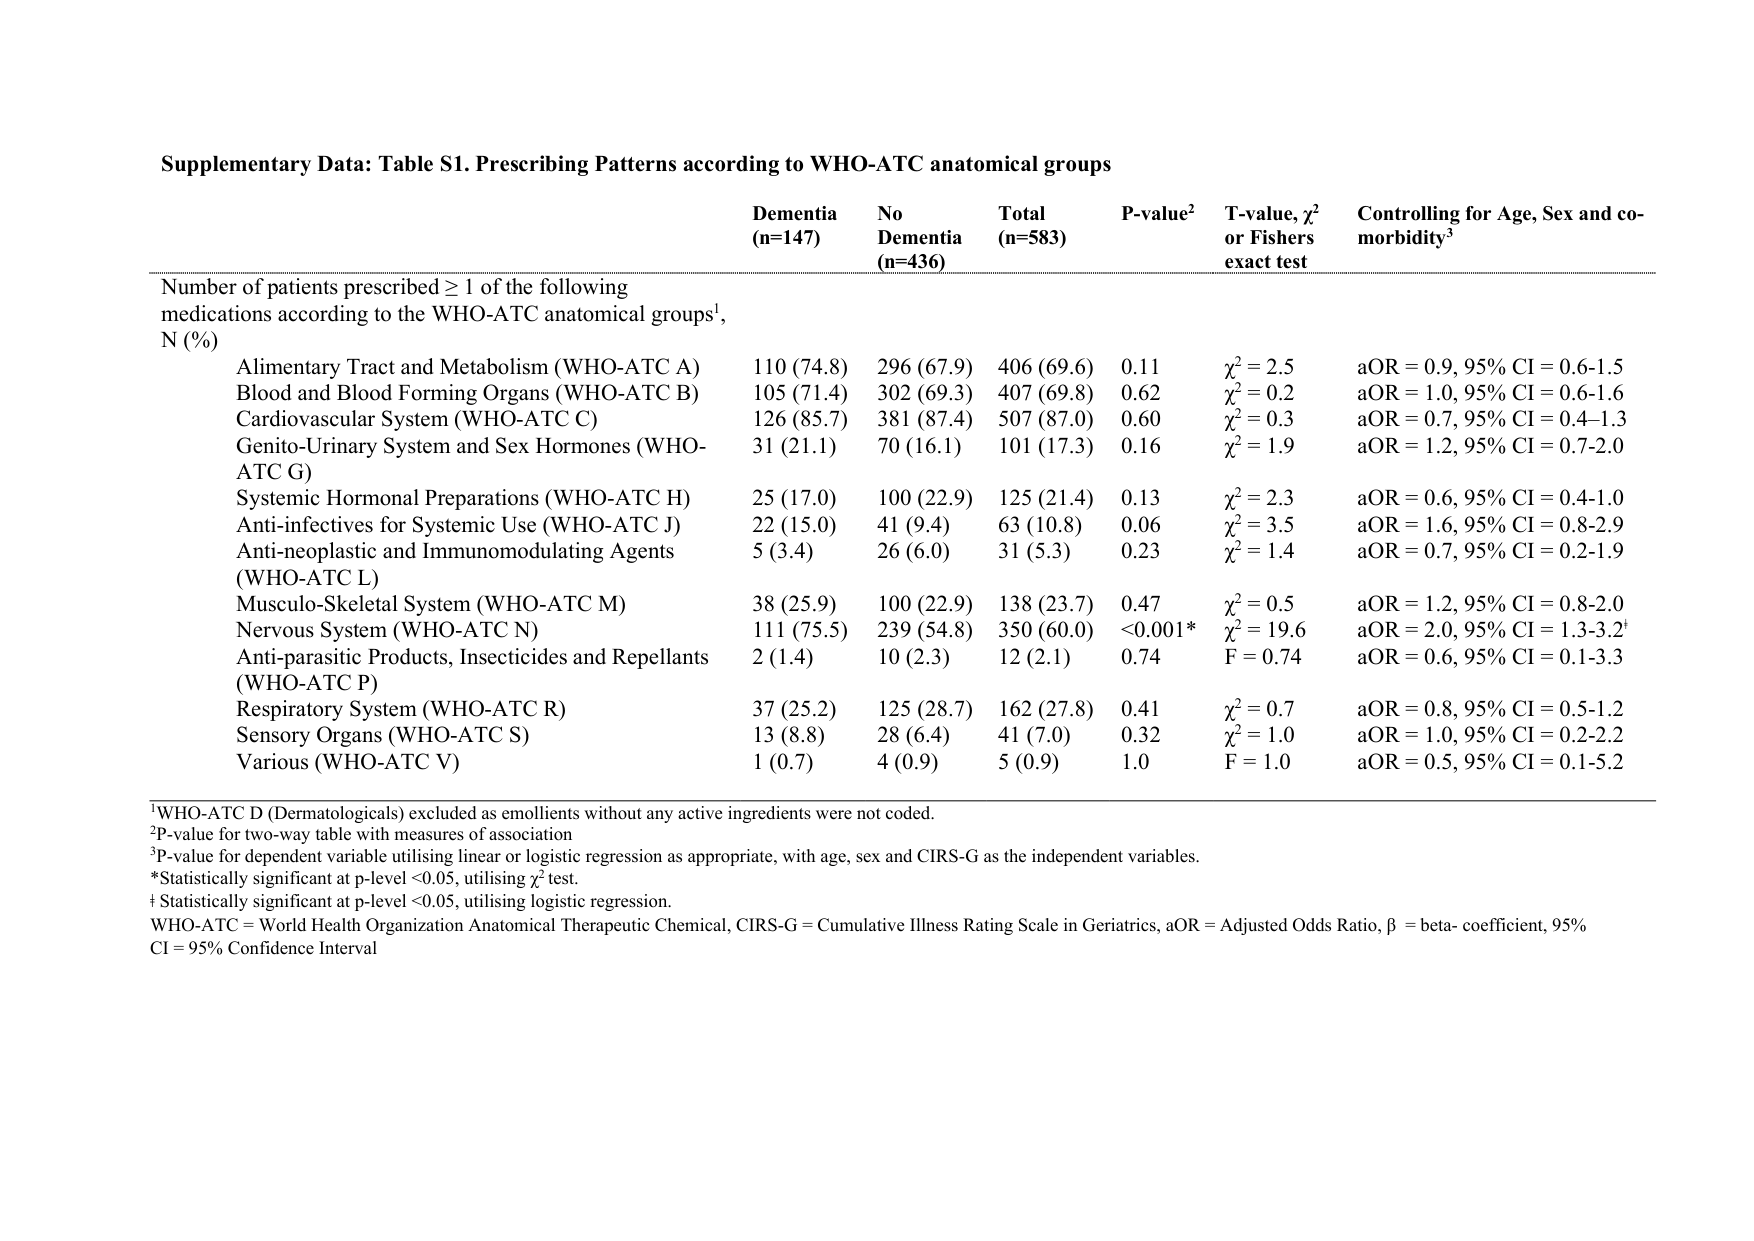 Supplementary Data: Table S1. Prescribing Patterns according to WHO-ATC anatomical groups
Dementia (n=147) No Dementia (n=436) Total (n=583) P-value² T-value, χ² or Fishers exact test Controlling for Age, Sex and co-morbidity³
Number of patients prescribed ≥ 1 of the following
medications according to the WHO-ATC anatomical groups¹,
N (%)
Alimentary Tract and Metabolism (WHO-ATC A) 110 (74.8) 296 (67.9) 406 (69.6) 0.11 χ² = 2.5 aOR = 0.9, 95% CI = 0.6-1.5
Blood and Blood Forming Organs (WHO-ATC B) 105 (71.4) 302 (69.3) 407 (69.8) 0.62 χ² = 0.2 aOR = 1.0, 95% CI = 0.6-1.6
Cardiovascular System (WHO-ATC C) 126 (85.7) 381 (87.4) 507 (87.0) 0.60 χ² = 0.3 aOR = 0.7, 95% CI = 0.4–1.3
Genito-Urinary System and Sex Hormones (WHO- 31 (21.1) 70 (16.1) 101 (17.3) 0.16 χ² = 1.9 aOR = 1.2, 95% CI = 0.7-2.0
ATC G)
Systemic Hormonal Preparations (WHO-ATC H) 25 (17.0) 100 (22.9) 125 (21.4) 0.13 χ² = 2.3 aOR = 0.6, 95% CI = 0.4-1.0
Anti-infectives for Systemic Use (WHO-ATC J) 22 (15.0) 41 (9.4) 63 (10.8) 0.06 χ² = 3.5 aOR = 1.6, 95% CI = 0.8-2.9
Anti-neoplastic and Immunomodulating Agents 5 (3.4) 26 (6.0) 31 (5.3) 0.23 χ² = 1.4 aOR = 0.7, 95% CI = 0.2-1.9
(WHO-ATC L)
Musculo-Skeletal System (WHO-ATC M) 38 (25.9) 100 (22.9) 138 (23.7) 0.47 χ² = 0.5 aOR = 1.2, 95% CI = 0.8-2.0
Nervous System (WHO-ATC N) 111 (75.5) 239 (54.8) 350 (60.0) <0.001* χ² = 19.6 aOR = 2.0, 95% CI = 1.3-3.2ǂ
Anti-parasitic Products, Insecticides and Repellants 2 (1.4) 10 (2.3) 12 (2.1) 0.74 F = 0.74 aOR = 0.6, 95% CI = 0.1-3.3
(WHO-ATC P)
Respiratory System (WHO-ATC R) 37 (25.2) 125 (28.7) 162 (27.8) 0.41 χ² = 0.7 aOR = 0.8, 95% CI = 0.5-1.2
Sensory Organs (WHO-ATC S) 13 (8.8) 28 (6.4) 41 (7.0) 0.32 χ² = 1.0 aOR = 1.0, 95% CI = 0.2-2.2
Various (WHO-ATC V) 1 (0.7) 4 (0.9) 5 (0.9) 1.0 F = 1.0 aOR = 0.5, 95% CI = 0.1-5.2
¹WHO-ATC D (Dermatologicals) excluded as emollients without any active ingredients were not coded.
²P-value for two-way table with measures of association
³P-value for dependent variable utilising linear or logistic regression as appropriate, with age, sex and CIRS-G as the independent variables.
*Statistically significant at p-level <0.05, utilising χ² test.
ǂ Statistically significant at p-level <0.05, utilising logistic regression.
WHO-ATC = World Health Organization Anatomical Therapeutic Chemical, CIRS-G = Cumulative Illness Rating Scale in Geriatrics, aOR = Adjusted Odds Ratio, β = beta- coefficient, 95%
CI = 95% Confidence Interval